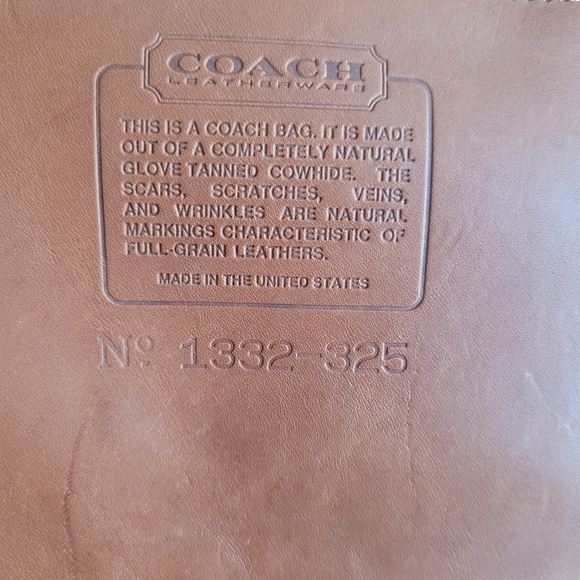 COACH
LEATHERWARE
THIS IS A COACH BAG. IT IS MADE
OUT OF A COMPLETELY NATURAL
GLOVE TANNED COWHIDE. THE
SCARS, SCRATCHES, VEINS,
AND WRINKLES ARE NATURAL
MARKINGS CHARACTERISTIC OF
FULL-GRAIN LEATHERS.
MADE IN THE UNITED STATES
Nº 1332-325